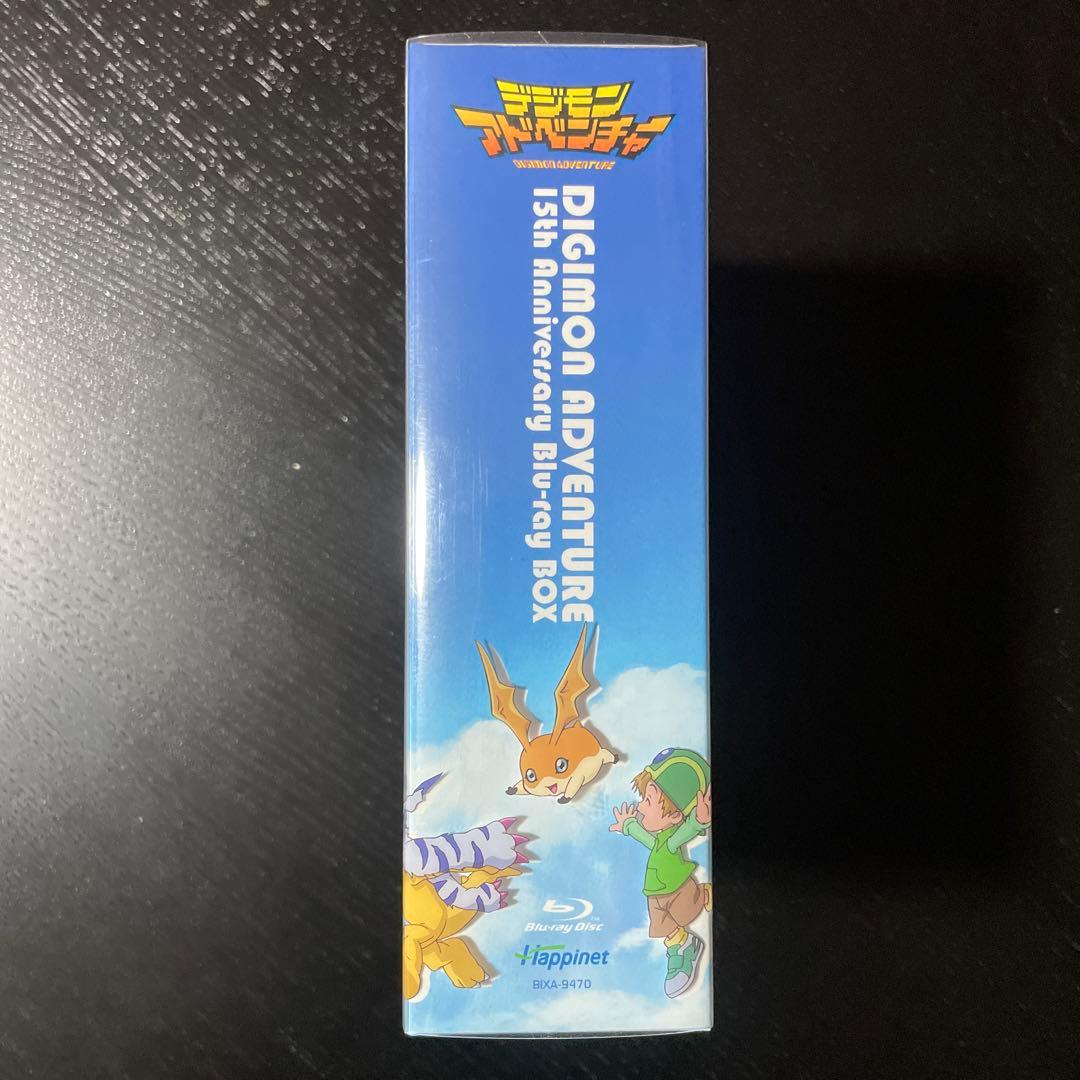 デジモン
アドベンチャー
DIGIMON ADVENTURE
DIGIMON ADVENTURE
15th Anniversary Blu-ray BOX
Blu-ray Disc™
Happinet
BIXA-9470